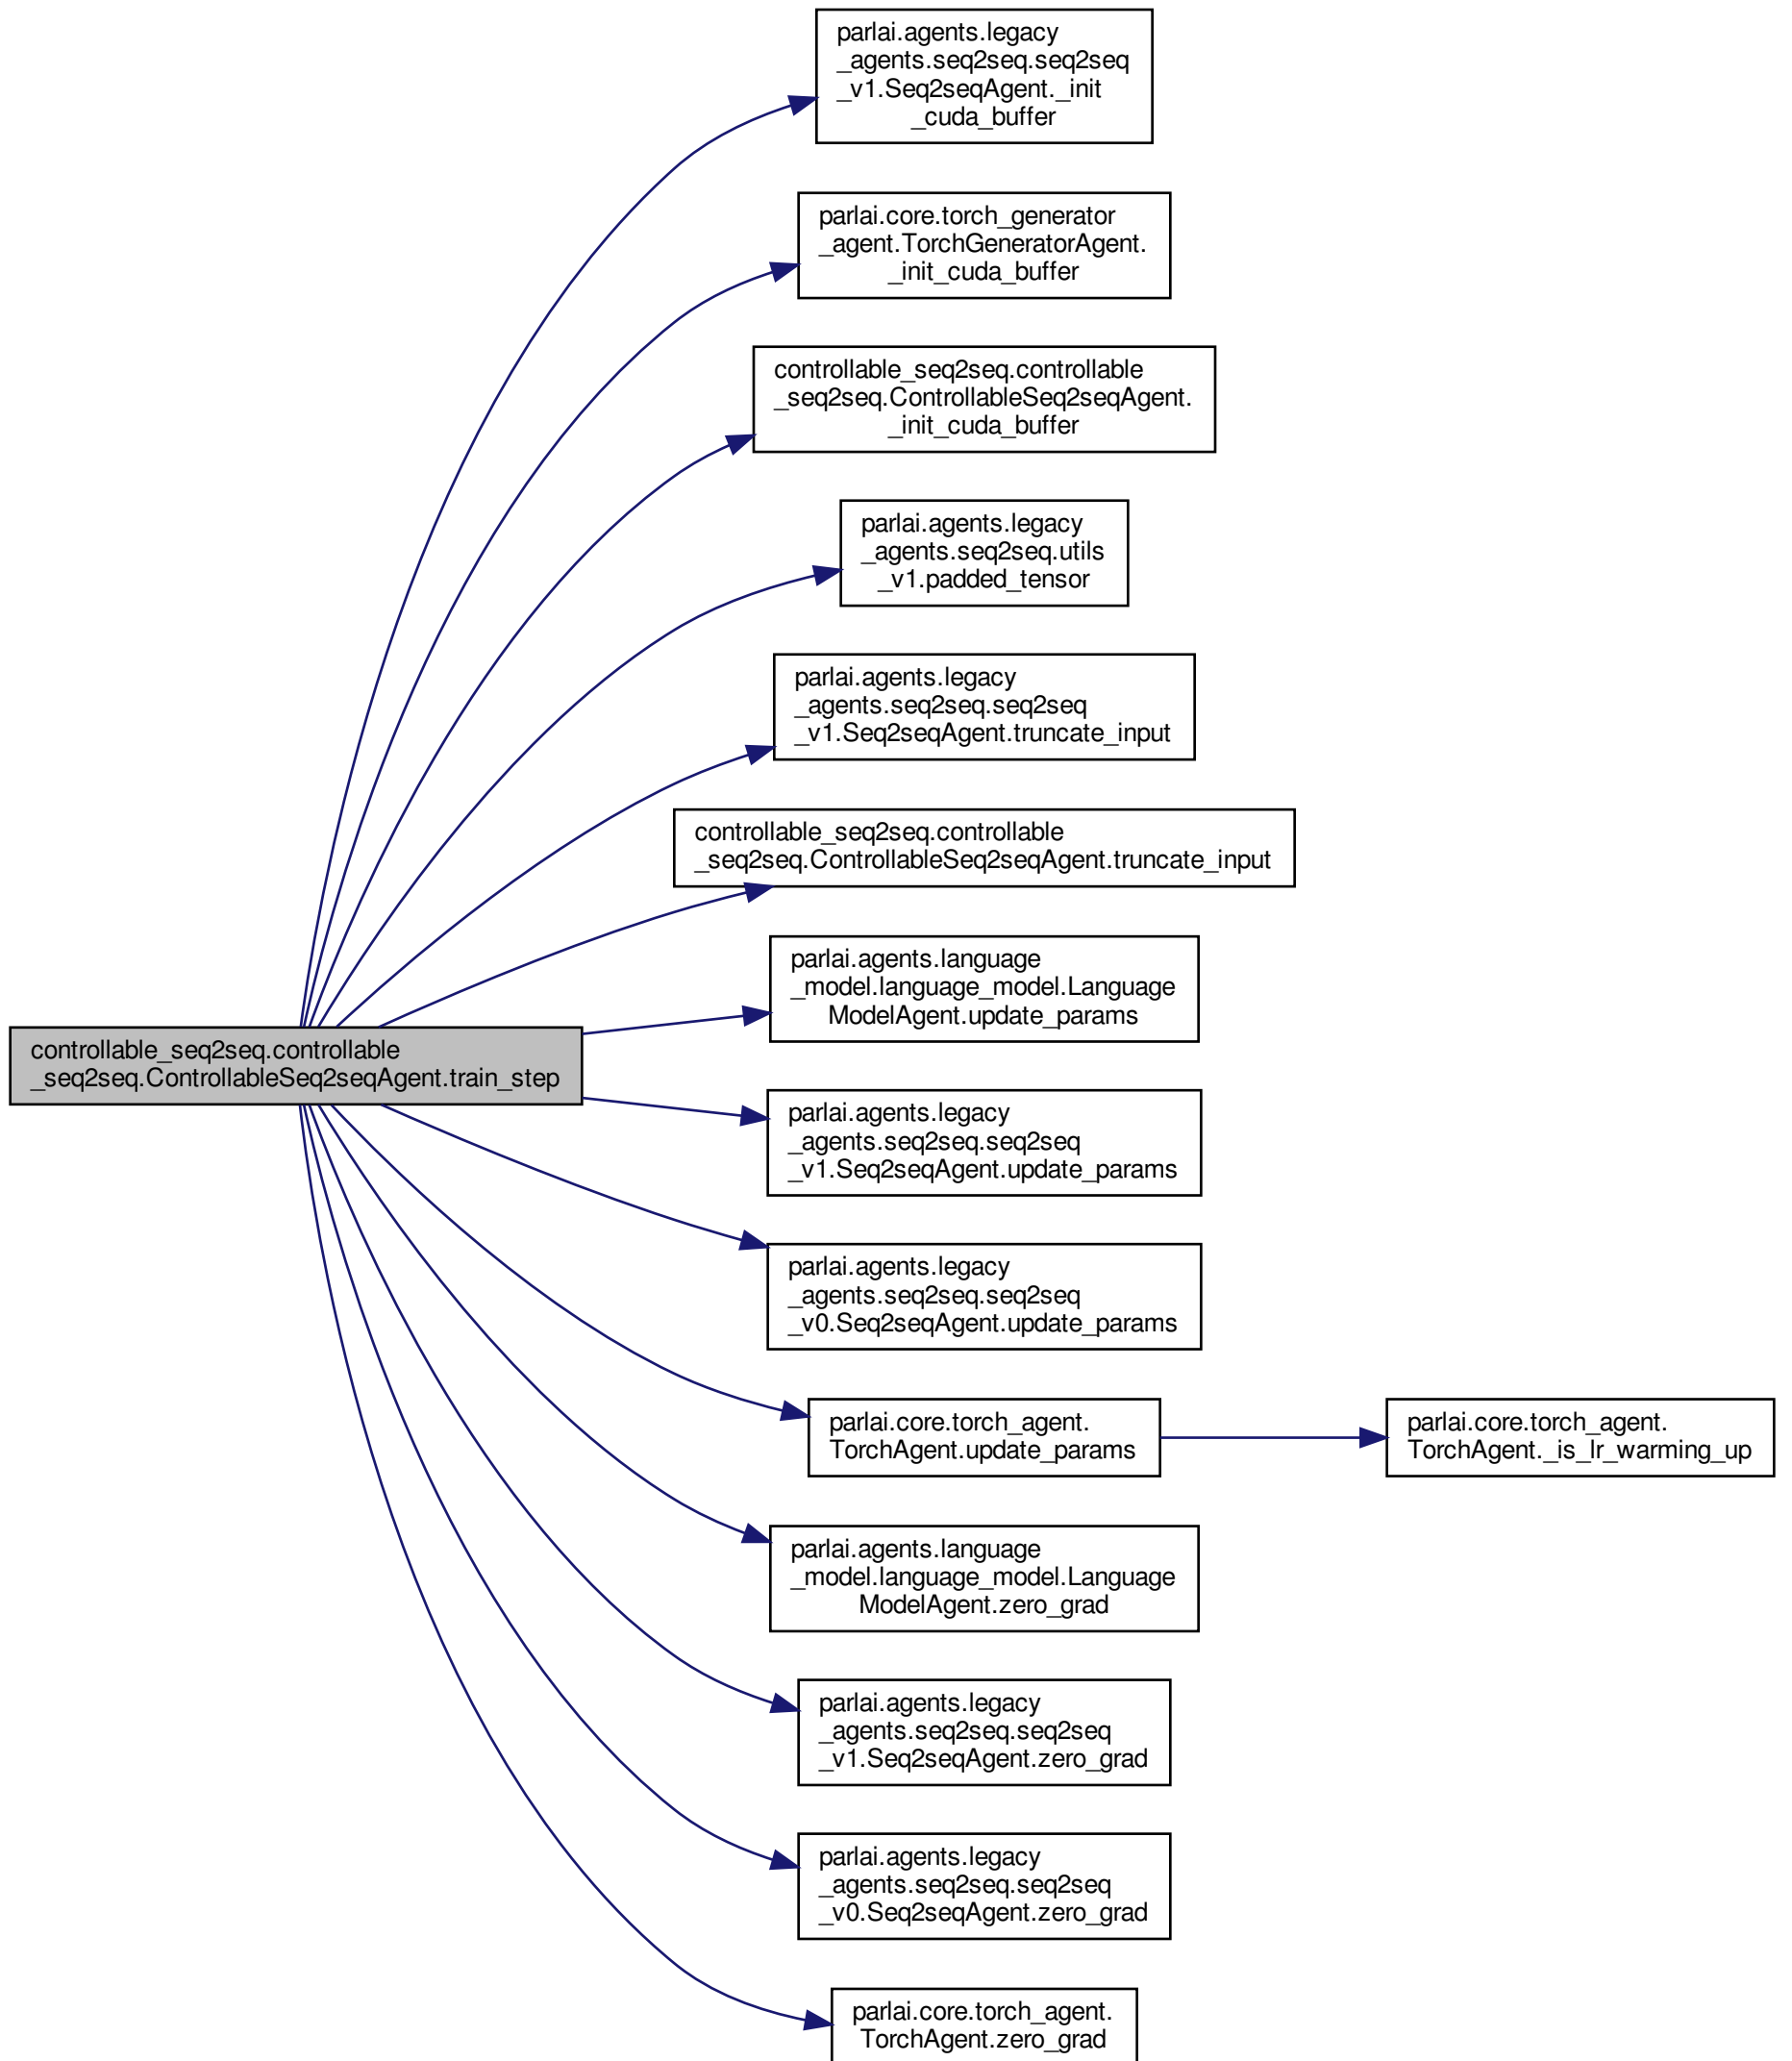 parlai.agents.legacy
_agents.seq2seq.seq2seq
_v1.Seq2seqAgent._init
_cuda_buffer
parlai.core.torch_generator
_agent.TorchGeneratorAgent.
_init_cuda_buffer
controllable_seq2seq.controllable
_seq2seq.ControllableSeq2seqAgent.
_init_cuda_buffer
parlai.agents.legacy
_agents.seq2seq.utils
_v1.padded_tensor
parlai.agents.legacy
_agents.seq2seq.seq2seq
_v1.Seq2seqAgent.truncate_input
controllable_seq2seq.controllable
_seq2seq.ControllableSeq2seqAgent.truncate_input
parlai.agents.language
_model.language_model.Language
ModelAgent.update_params
controllable_seq2seq.controllable
_seq2seq.ControllableSeq2seqAgent.train_step
parlai.agents.legacy
_agents.seq2seq.seq2seq
_v1.Seq2seqAgent.update_params
parlai.agents.legacy
_agents.seq2seq.seq2seq
_v0.Seq2seqAgent.update_params
parlai.core.torch_agent.
TorchAgent.update_params
parlai.core.torch_agent.
TorchAgent._is_lr_warming_up
parlai.agents.language
_model.language_model.Language
ModelAgent.zero_grad
parlai.agents.legacy
_agents.seq2seq.seq2seq
_v1.Seq2seqAgent.zero_grad
parlai.agents.legacy
_agents.seq2seq.seq2seq
_v0.Seq2seqAgent.zero_grad
parlai.core.torch_agent.
TorchAgent.zero_grad